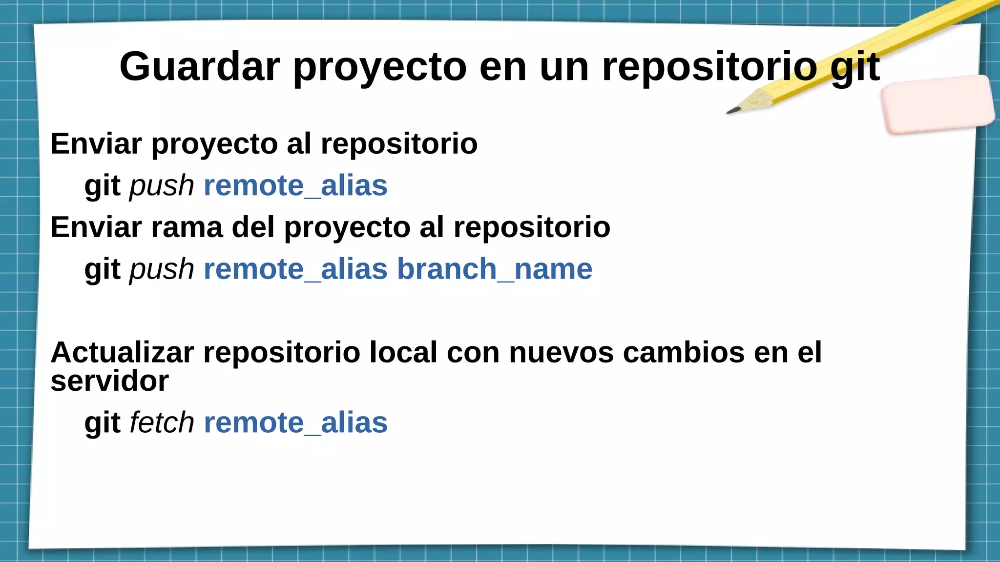 Guardar proyecto en un repositorio git
Enviar proyecto al repositorio
git push remote_alias
Enviar rama del proyecto al repositorio
git push remote_alias branch_name
Actualizar repositorio local con nuevos cambios en el
servidor
git fetch remote_alias